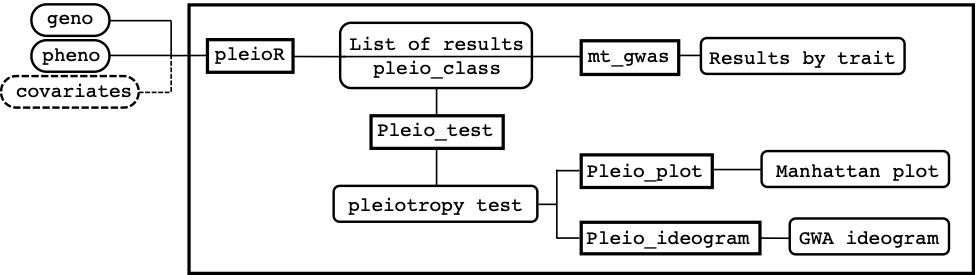 geno
pheno
covariates
pleioR
List of results
pleio_class
mt_gwas
Results by trait
Pleio_test
pleiotropy test
Pleio_plot
Manhattan plot
Pleio_ideogram
GWA ideogram